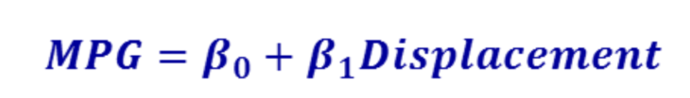 MPG = β₀ + β₁Displacement